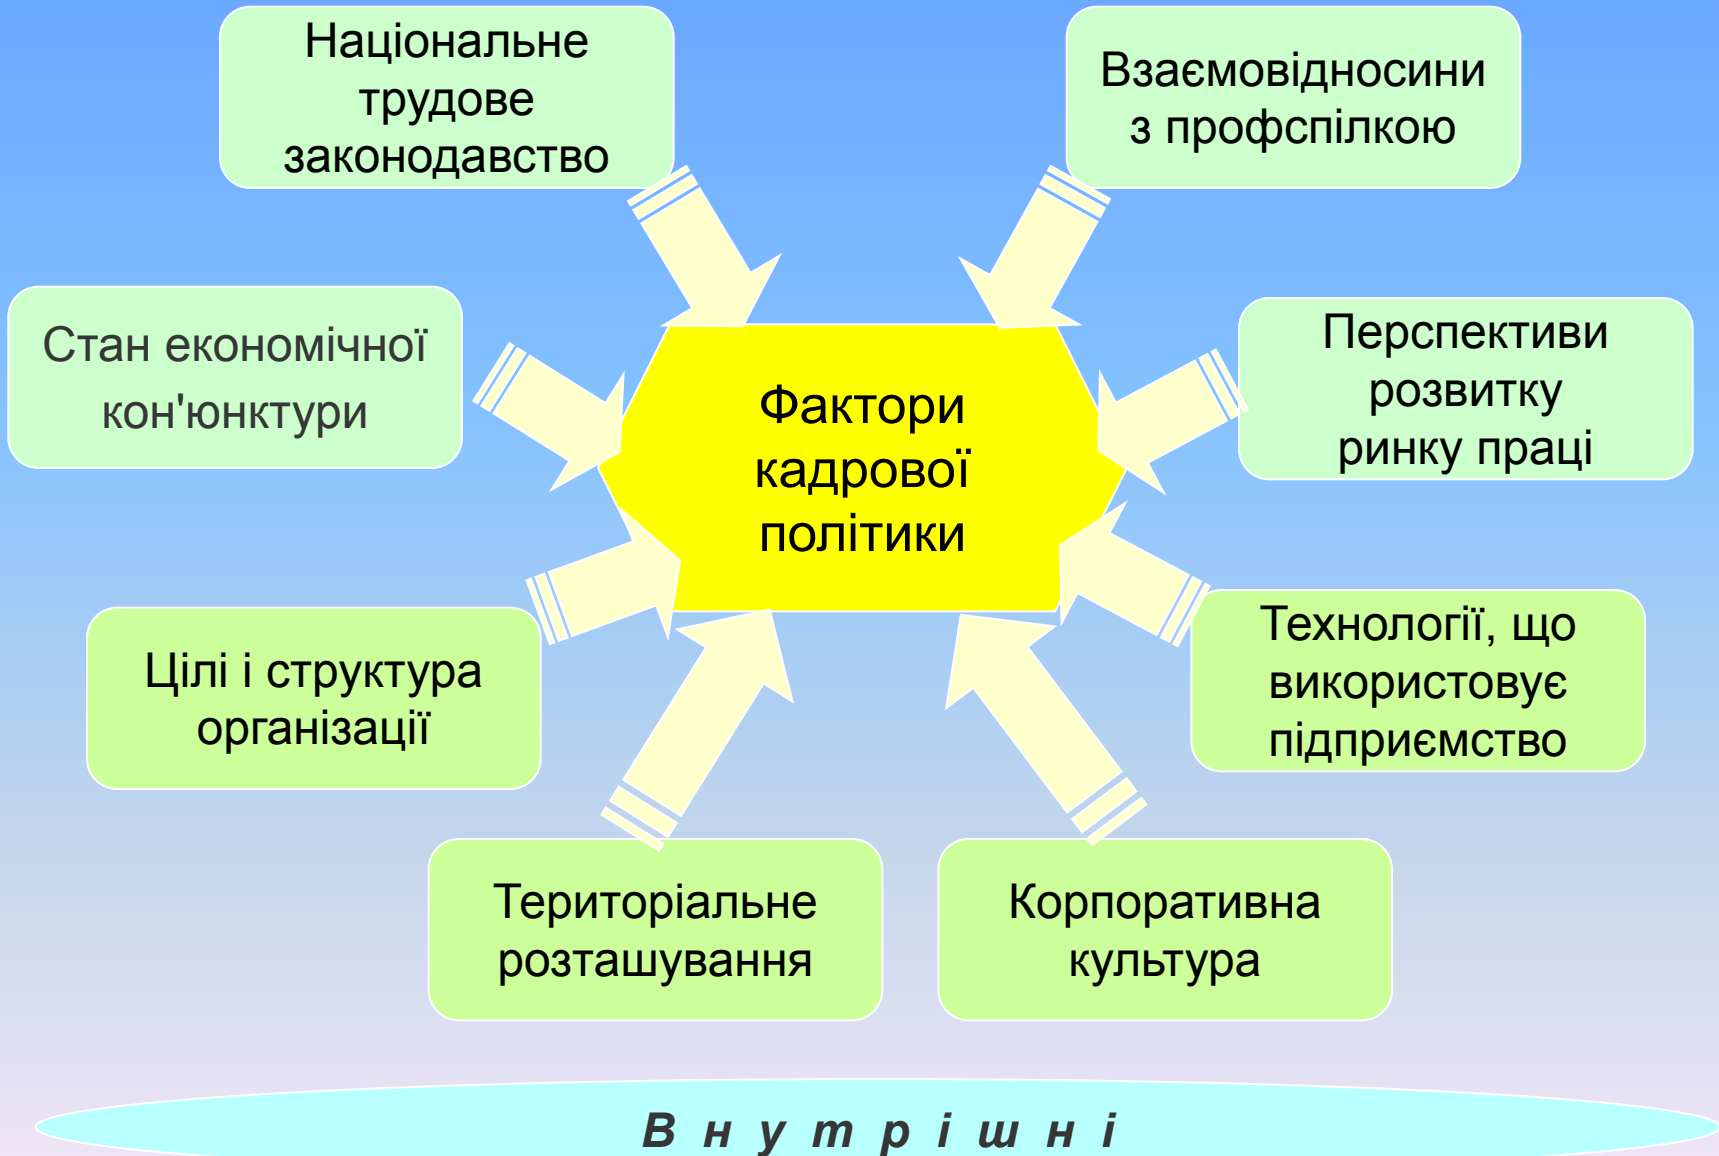 Національне
трудове
законодавство
Взаємовідносини
з профспілкою
Стан економічної
кон'юнктури
Перспективи
розвитку
ринку праці
Фактори
кадрової
політики
Цілі і структура
організації
Технології, що
використовує
підприємство
Територіальне
розташування
Корпоративна
культура
В н у т р і ш н і